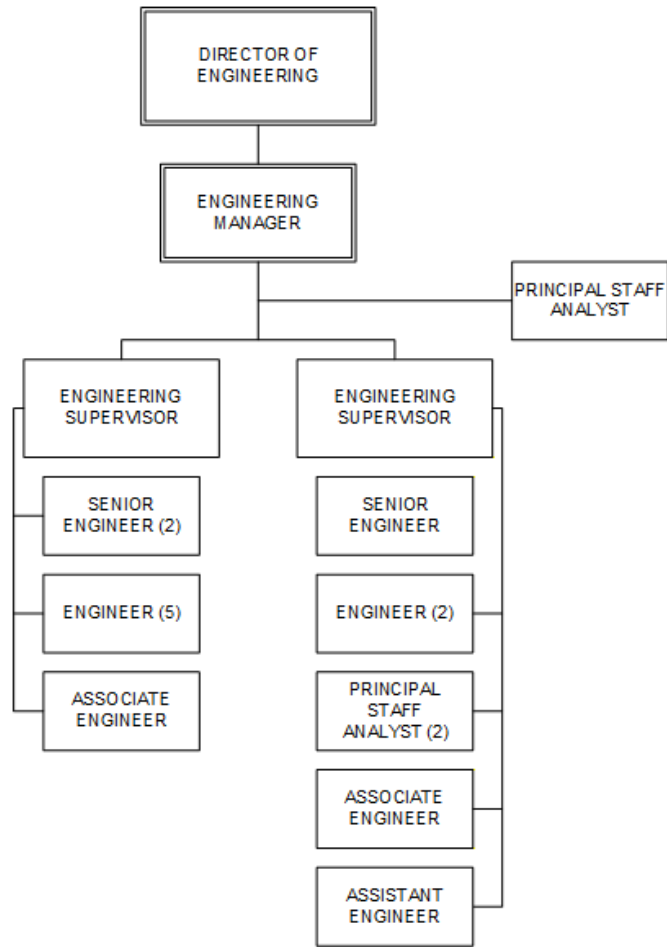 DIRECTOR OF
ENGINEERING
ENGINEERING
MANAGER
PRINCIPAL STAFF
ANALYST
ENGINEERING
SUPERVISOR
SENIOR
ENGINEER (2)
ENGINEER (5)
ASSOCIATE
ENGINEER
ENGINEERING
SUPERVISOR
SENIOR
ENGINEER
ENGINEER (2)
PRINCIPAL
STAFF
ANALYST (2)
ASSOCIATE
ENGINEER
ASSISTANT
ENGINEER